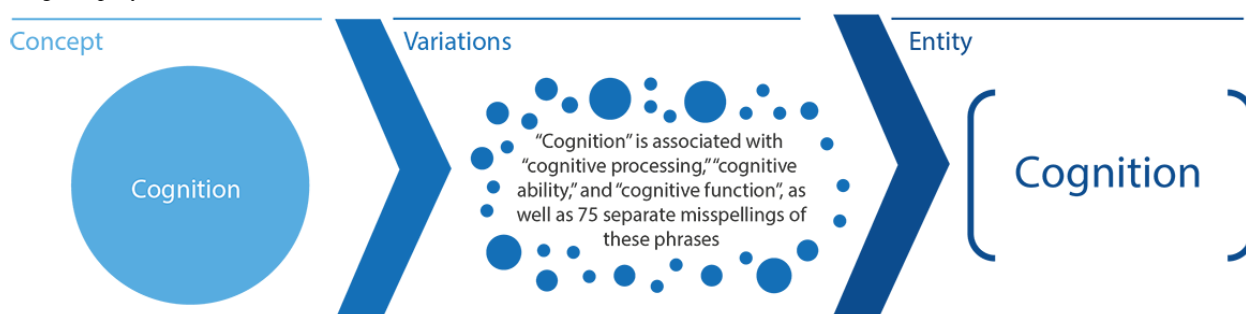 Concept
Variations
Entity
Cognition
“Cognition” is associated with
“cognitive processing,” “cognitive
ability,” and “cognitive function”, as
well as 75 separate misspellings of
these phrases
Cognition